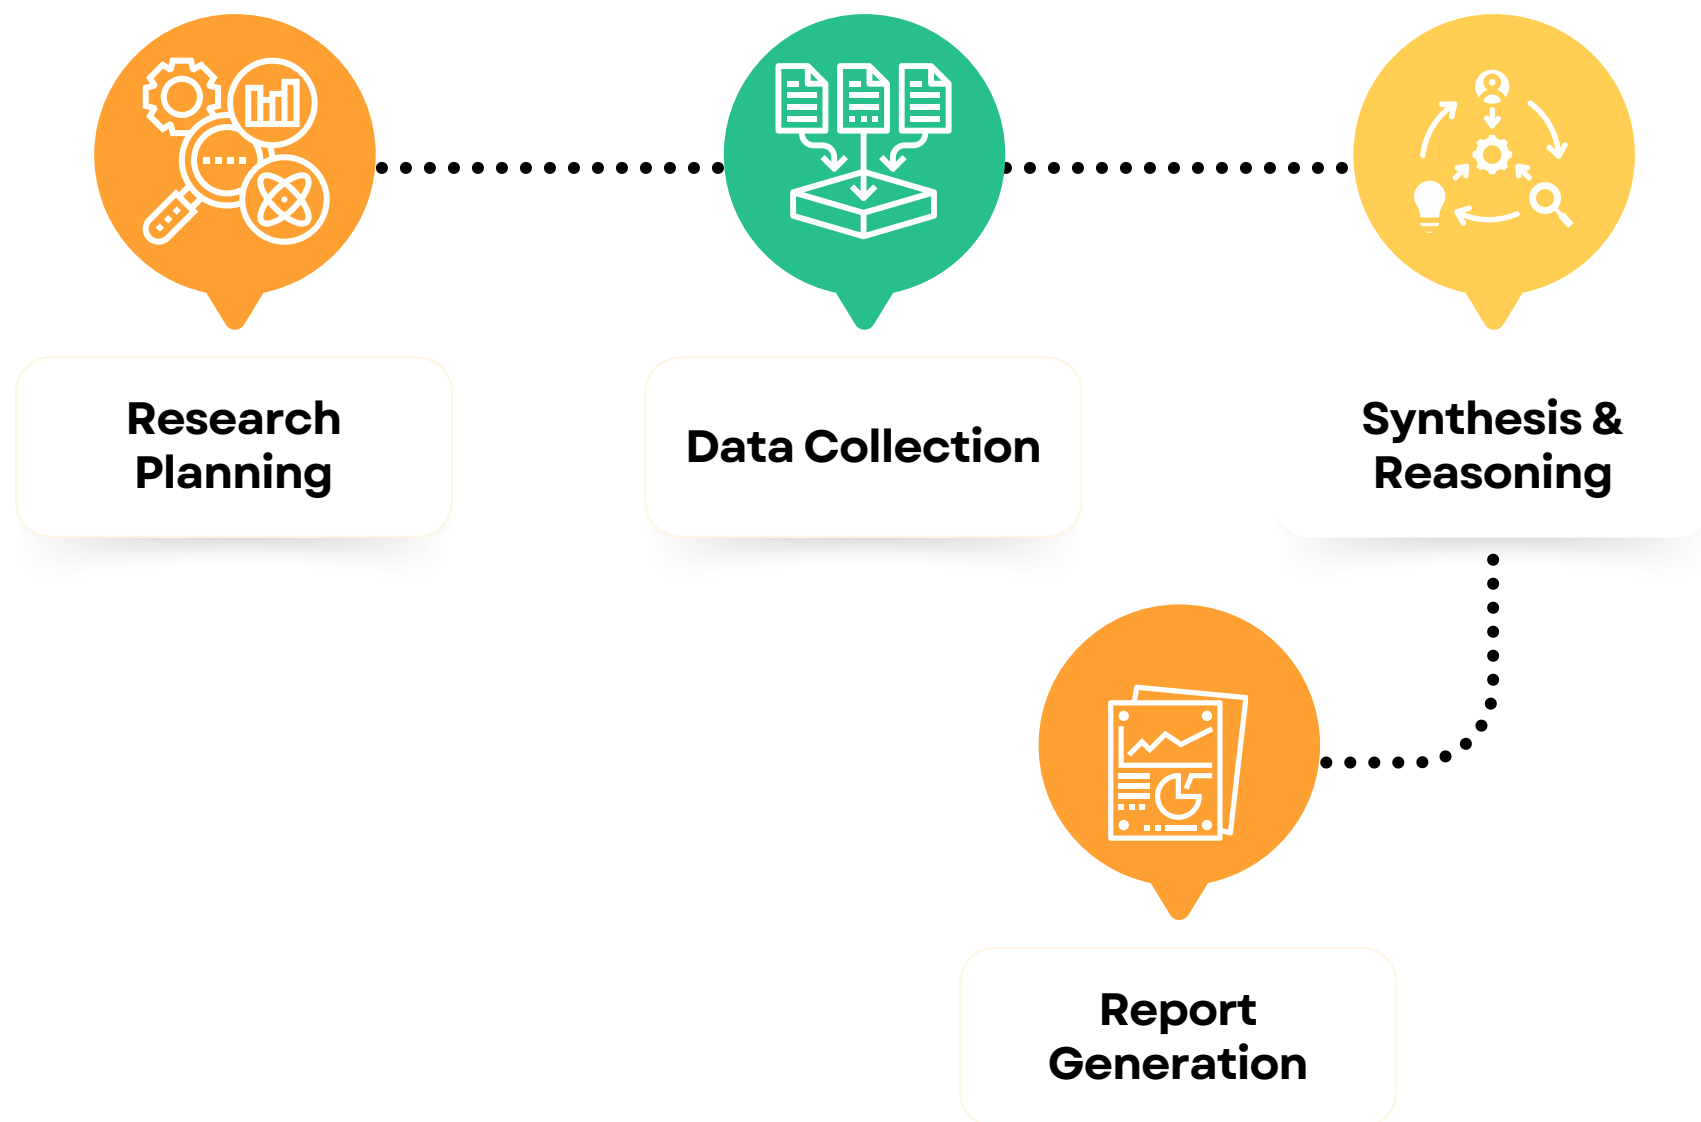 Research
Planning
Data Collection
Synthesis &
Reasoning
Report
Generation